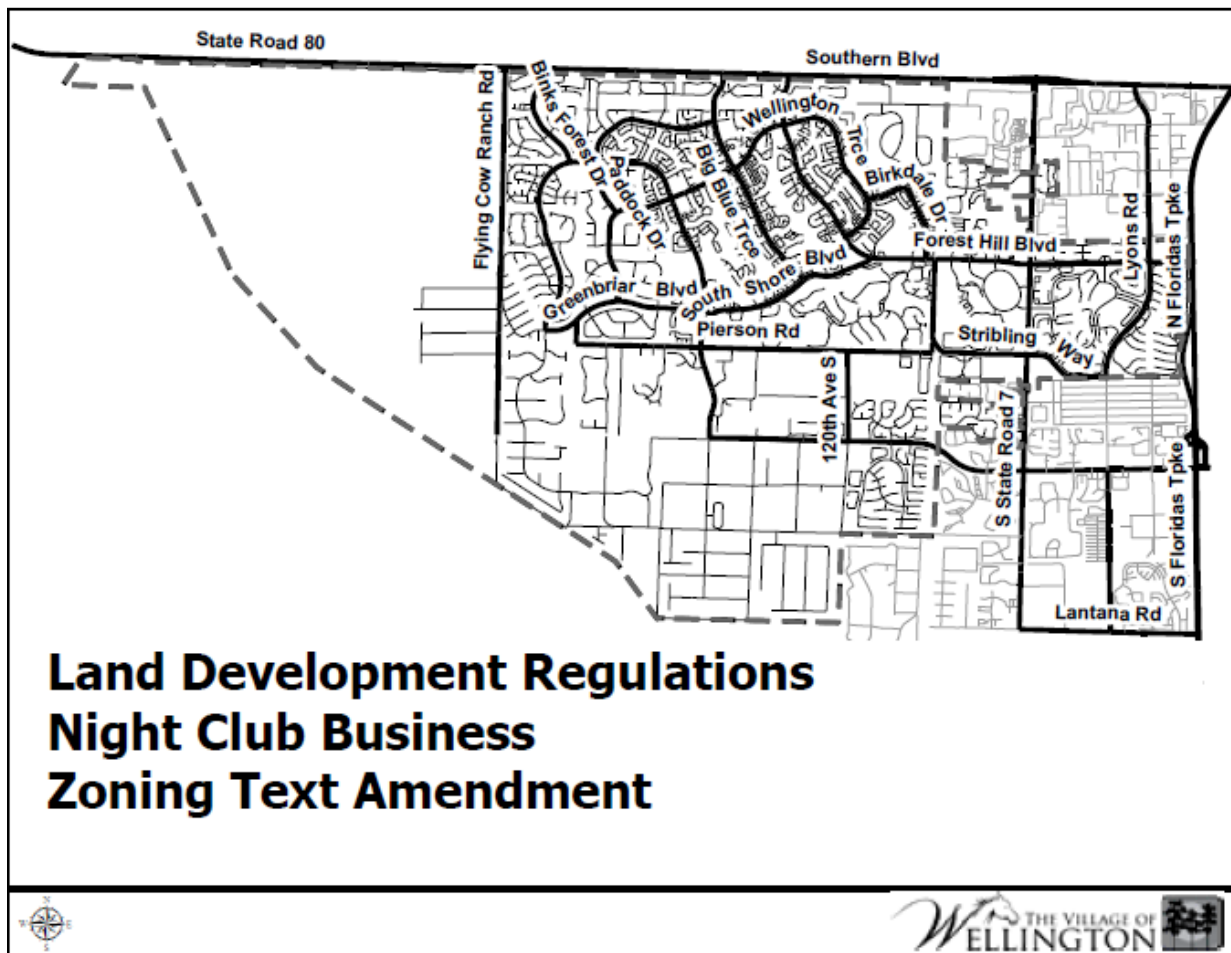 State Road 80
Southern Blvd
Flying Cow Ranch Rd
Binks Forest Dr
Paddock Dr
Big Blue Trce
Wellington Trce
Birkdale Dr
Forest Hill Blvd
Lyons Rd
N Floridas Tpke
Greenbriar Blvd
South Shore Blvd
Pierson Rd
Stribling Way
120th Ave S
S State Road 7
S Floridas Tpke
Lantana Rd
Land Development Regulations
Night Club Business
Zoning Text Amendment
N
W E
S
THE VILLAGE OF
WELLINGTON